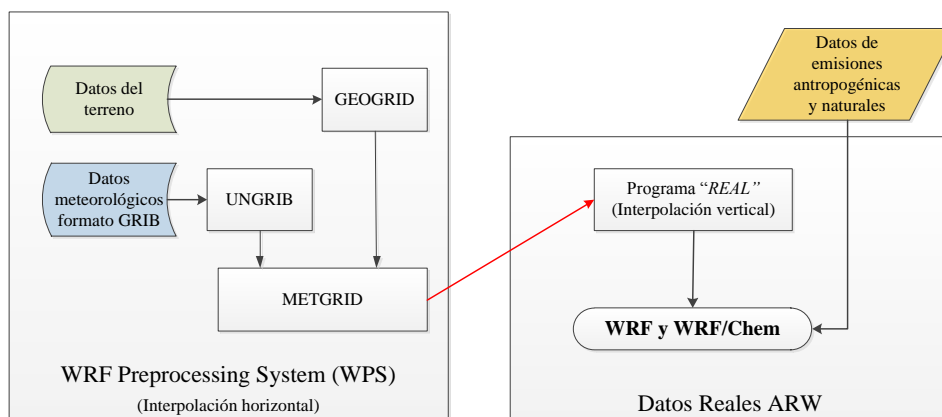 Datos del
terreno
GEOGRID
Datos
meteorológicos
formato GRIB
UNGRIB
METGRID
WRF Preprocessing System (WPS)
(Interpolación horizontal)
Datos de
emisiones
antropogénicas
y naturales
Programa “REAL”
(Interpolación vertical)
WRF y WRF/Chem
Datos Reales ARW